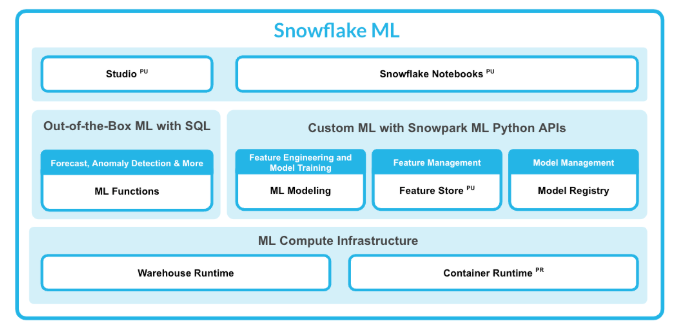 Snowflake ML
Studio PU
Snowflake Notebooks PU
Out-of-the-Box ML with SQL
Custom ML with Snowpark ML Python APIs
Forecast, Anomaly Detection & More
ML Functions
Feature Engineering and
Model Training
ML Modeling
Feature Management
Feature Store PU
Model Management
Model Registry
ML Compute Infrastructure
Warehouse Runtime
Container Runtime PR